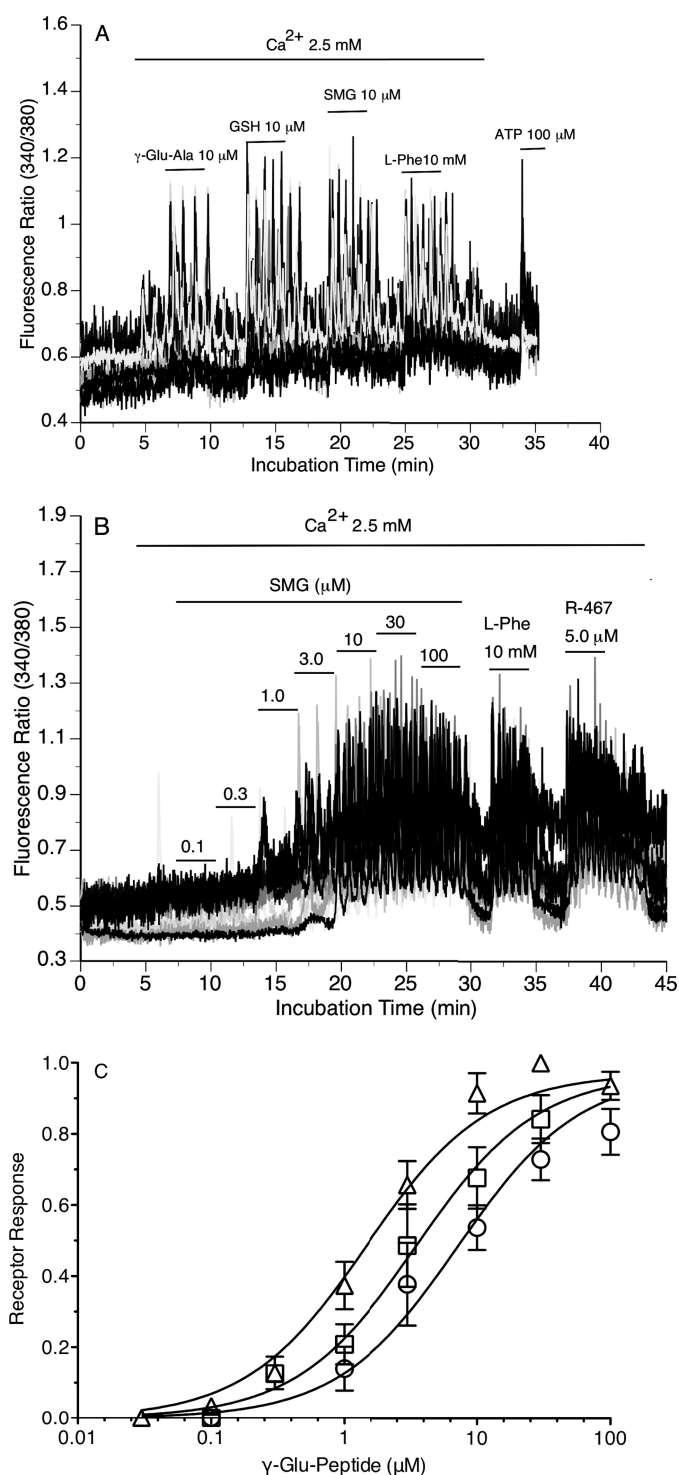 A
Ca2+ 2.5 mM
SMG 10 μM
GSH 10 μM
ATP 100 μM
γ-Glu-Ala 10 μM
L-Phe10 mM
Fluorescence Ratio (340/380)
1.6
1.4
1.2
1
0.8
0.6
0.4
0 5 10 15 20 25 30 35 40
Incubation Time (min)
B
Ca2+ 2.5 mM
SMG (μM)
0.1
0.3
1.0
3.0
10
30
100
L-Phe
10 mM
R-467
5.0 μM
Fluorescence Ratio (340/380)
1.9
1.7
1.5
1.3
1.1
0.9
0.7
0.5
0.3
0 5 10 15 20 25 30 35 40 45
Incubation Time (min)
C
Receptor Response
1.0
0.8
0.6
0.4
0.2
0.0
0.01 0.1 1 10 100
γ-Glu-Peptide (μM)